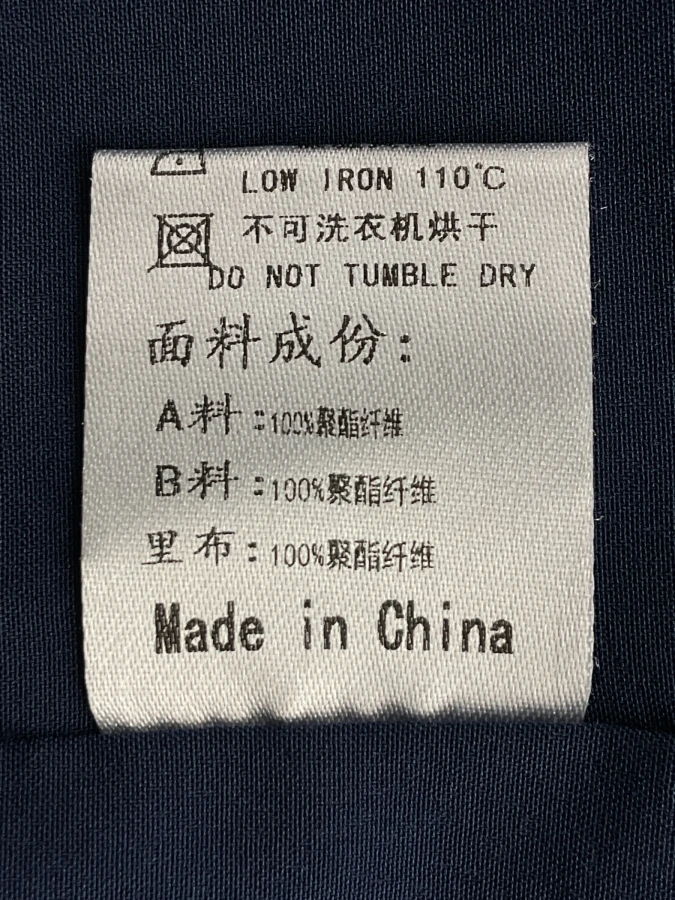 LOW IRON 110℃
不可洗衣机烘干
DO NOT TUMBLE DRY
面料成份:
A料:100%聚酯纤维
B料:100%聚酯纤维
里布:100%聚酯纤维
Made in China